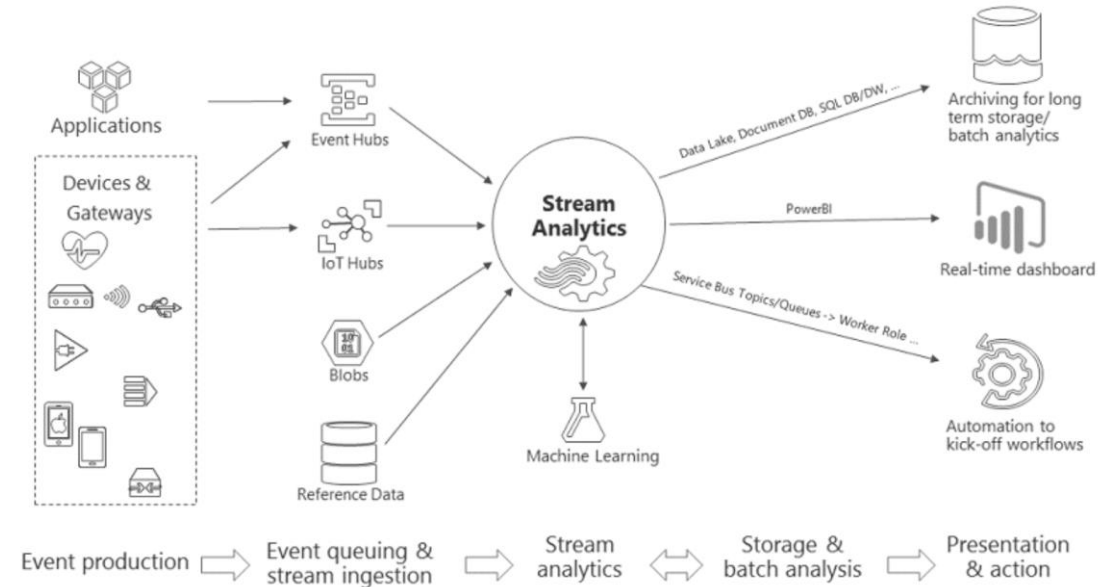 Applications
Devices &
Gateways
Event Hubs
IoT Hubs
Blobs
10
01
Reference Data
Stream
Analytics
Machine Learning
Data Lake, Document DB, SQL DB/DW, ...
PowerBI
Service Bus Topics/Queues -> Worker Role ...
Archiving for long
term storage/
batch analytics
Real-time dashboard
Automation to
kick-off workflows
Event production
Event queuing &
stream ingestion
Stream
analytics
Storage &
batch analysis
Presentation
& action